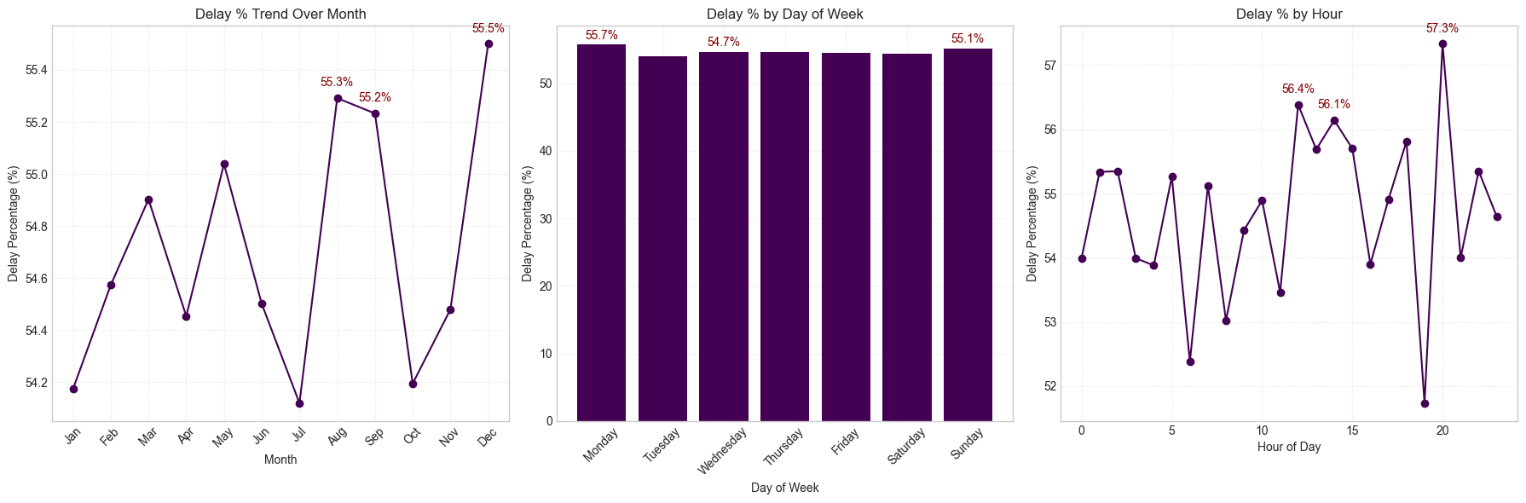 Delay % Trend Over Month
55.5%
55.3%
55.2%
55.4
55.2
55.0
54.8
54.6
54.4
54.2
Delay Percentage (%)
Jan Feb Mar Apr May Jun Jul Aug Sep Oct Nov Dec
Month
Delay % by Day of Week
55.7% 54.7% 55.1%
50
40
30
20
10
0
Delay Percentage (%)
Monday Tuesday Wednesday Thursday Friday Saturday Sunday
Day of Week
Delay % by Hour
57.3%
56.4%
56.1%
57
56
55
54
53
52
Delay Percentage (%)
0 5 10 15 20
Hour of Day